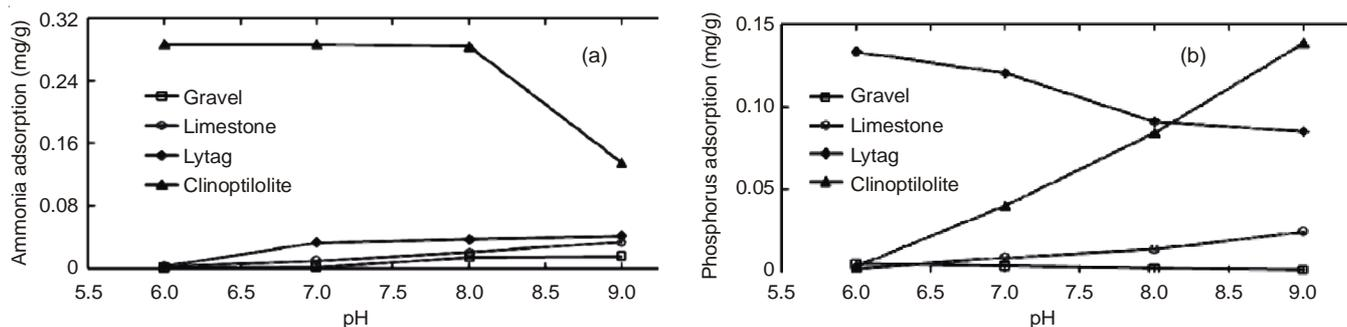 Ammonia adsorption (mg/g)
0.32
0.28
0.16
0.08
0
(a)
Gravel
Limestone
Lytag
Clinoptilolite
5.5 6.0 6.5 7.0 7.5 8.0 8.5 9.0
pH
Phosphorus adsorption (mg/g)
0.15
0.10
0.05
0
(b)
Gravel
Limestone
Lytag
Clinoptilolite
5.5 6.0 6.5 7.0 7.5 8.0 8.5 9.0
pH